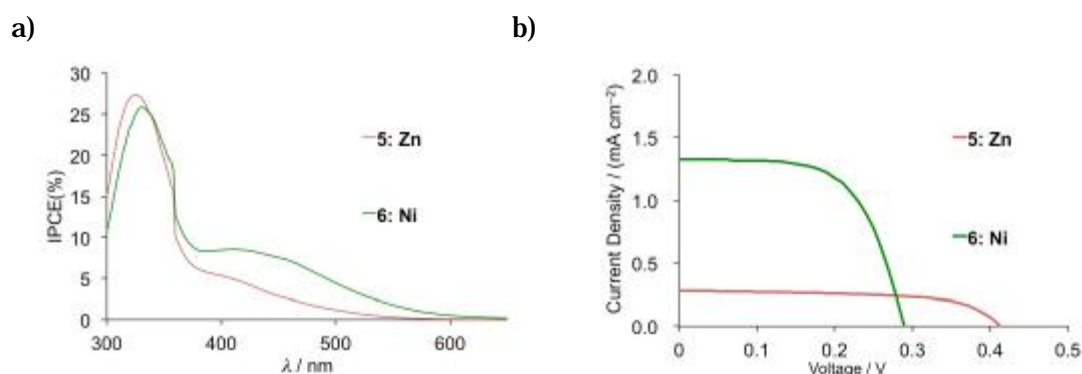 a)
b)
30
25
20
15
10
5
0
IPCE(%)
5: Zn
6: Ni
300
400
500
600
λ / nm
2.0
1.5
1.0
0.5
0.0
Current Density / (mA cm⁻²)
5: Zn
6: Ni
0
0.1
0.2
0.3
0.4
0.5
Voltage / V